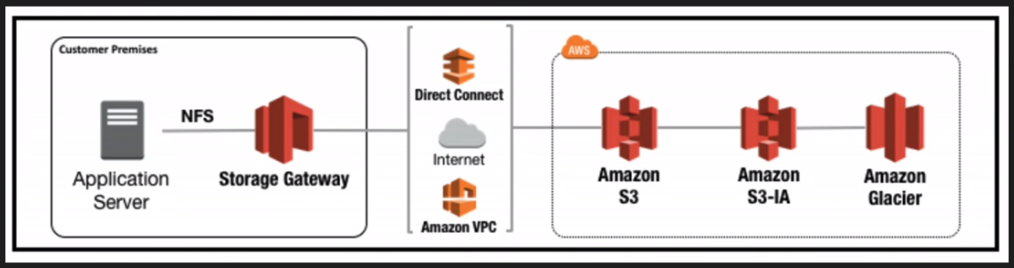 Customer Premises
NFS
Application
Server
Storage Gateway
Direct Connect
Internet
Amazon VPC
AWS
Amazon
S3
Amazon
S3-IA
Amazon
Glacier